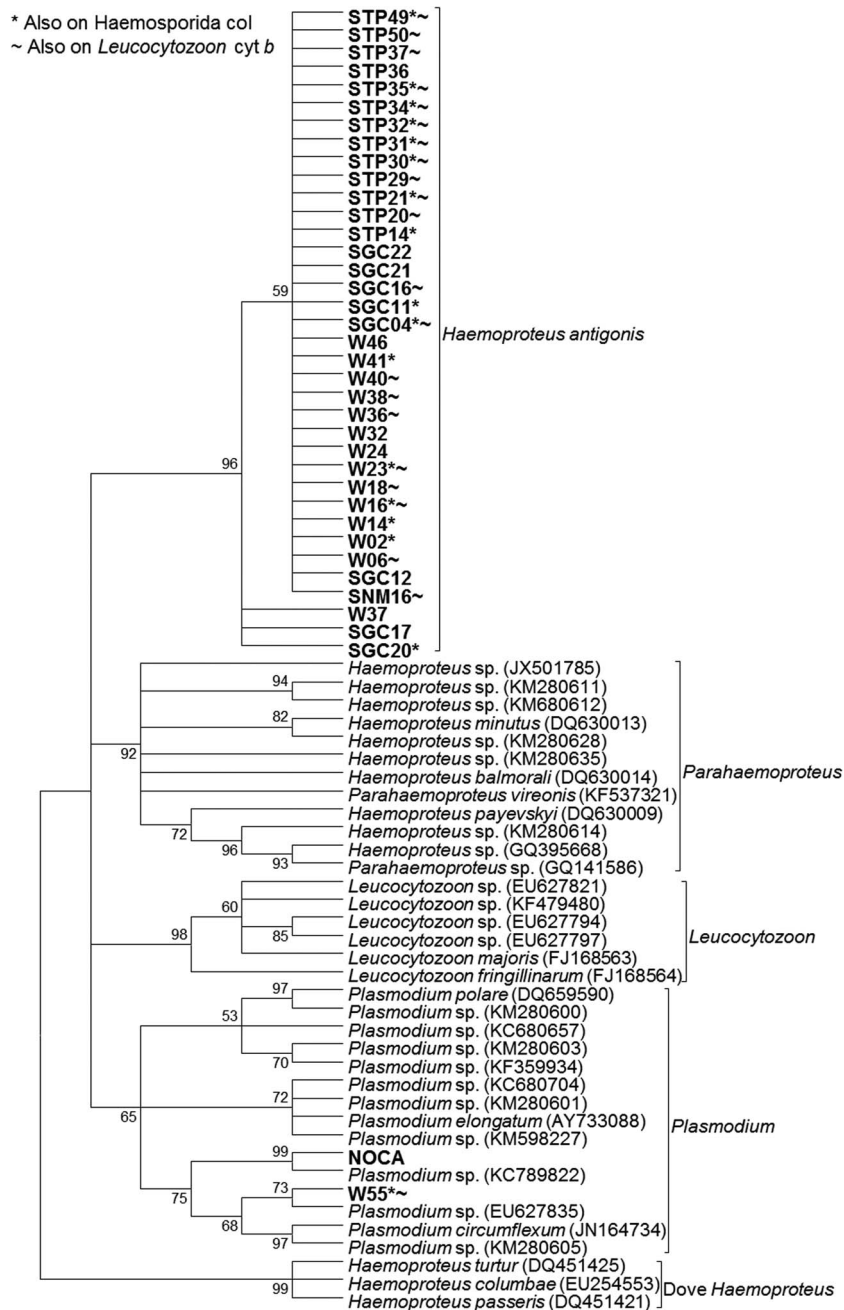 * Also on Haemosporida col
~ Also on Leucocytozoon cyt b
STP49*~
STP50*~
STP37~
STP36
STP35*~
STP34*~
STP32*~
STP31*~
STP30*~
STP29~
STP21*~
STP20~
STP14*
SGC22
SGC21
SGC16~
59
SGC11*
SGC04*~
Haemoproteus antigonis
W46
W41*
W40~
W38~
W36~
W32
W24
96
W23*~
W18~
W16*~
W14*
W02*
W06~
SGC12
SNM16~
W37
SGC17
SGC20*
Haemoproteus sp. (JX501785)
94
Haemoproteus sp. (KM280611)
Haemoproteus sp. (KM680612)
82
Haemoproteus minutus (DQ630013)
Haemoproteus sp. (KM280628)
92
Haemoproteus sp. (KM280635)
Parahaemoproteus
Haemoproteus balmorali (DQ630014)
Parahaemoproteus vireonis (KF537321)
Haemoproteus payevskyi (DQ630009)
72
Haemoproteus sp. (KM280614)
96
Haemoproteus sp. (GQ395668)
93
Parahaemoproteus sp. (GQ141586)
Leucocytozoon sp. (EU627821)
60
Leucocytozoon sp. (KF479480)
Leucocytozoon sp. (EU627794)
85
Leucocytozoon sp. (EU627797)
Leucocytozoon
98
Leucocytozoon majoris (FJ168563)
Leucocytozoon fringillinarum (FJ168564)
97
Plasmodium polare (DQ659590)
Plasmodium sp. (KM280600)
53
Plasmodium sp. (KC680657)
Plasmodium sp. (KM280603)
70
Plasmodium sp. (KF359934)
Plasmodium sp. (KC680704)
72
Plasmodium sp. (KM280601)
65
Plasmodium elongatum (AY733088)
Plasmodium
Plasmodium sp. (KM598227)
99
NOCA
Plasmodium sp. (KC789822)
75
73
W55*~
Plasmodium sp. (EU627835)
68
Plasmodium circumflexum (JN164734)
97
Plasmodium sp. (KM280605)
Haemoproteus turtur (DQ451425)
99
Haemoproteus columbae (EU254553)
Dove Haemoproteus
Haemoproteus passeris (DQ451421)